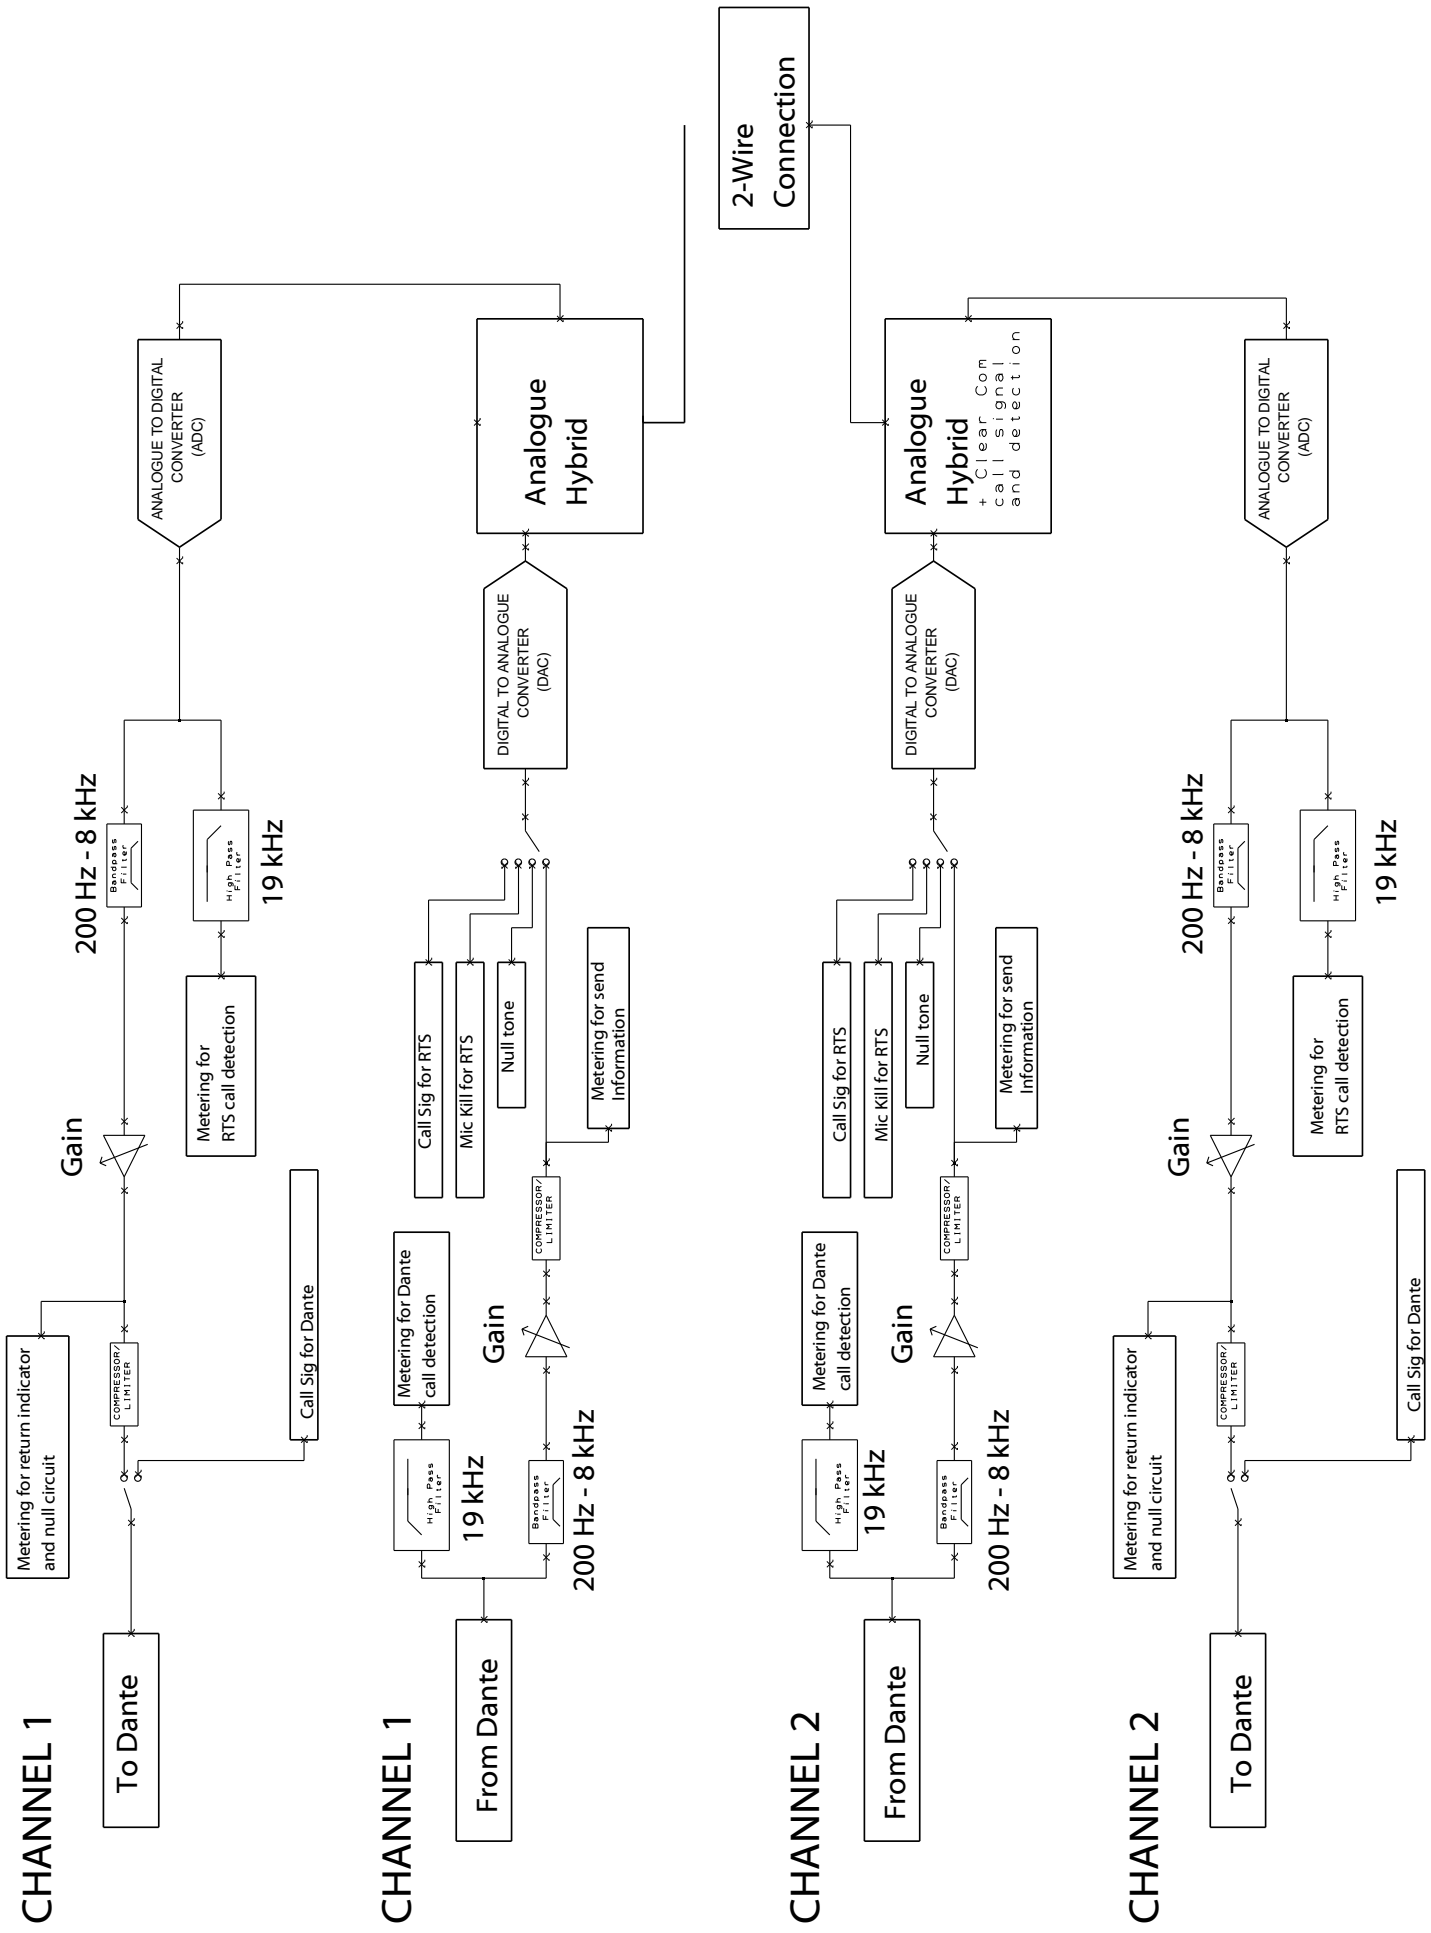 CHANNEL 1
To Dante
Metering for return indicator
and null circuit
COMPRESSOR/
LIMITER
Call Sig for Dante
Gain
Metering for
RTS call detection
200 Hz - 8 kHz
Bandpass
Filter
High Pass
Filter
19 kHz
ANALOGUE TO DIGITAL
CONVERTER
(ADC)
CHANNEL 1
From Dante
High Pass
Filter
19 kHz
Bandpass
Filter
200 Hz - 8 kHz
Metering for Dante
call detection
Gain
COMPRESSOR/
LIMITER
Call Sig for RTS
Mic Kill for RTS
Null tone
Metering for send
Information
DIGITAL TO ANALOGUE
CONVERTER
(DAC)
Analogue
Hybrid
2-Wire
Connection
CHANNEL 2
From Dante
High Pass
Filter
19 kHz
Bandpass
Filter
200 Hz - 8 kHz
Metering for Dante
call detection
Gain
COMPRESSOR/
LIMITER
Call Sig for RTS
Mic Kill for RTS
Null tone
Metering for send
Information
DIGITAL TO ANALOGUE
CONVERTER
(DAC)
Analogue
Hybrid
+ Clear Com
call signal
and detection
CHANNEL 2
To Dante
Metering for return indicator
and null circuit
COMPRESSOR/
LIMITER
Call Sig for Dante
Gain
Metering for
RTS call detection
200 Hz - 8 kHz
Bandpass
Filter
High Pass
Filter
19 kHz
ANALOGUE TO DIGITAL
CONVERTER
(ADC)